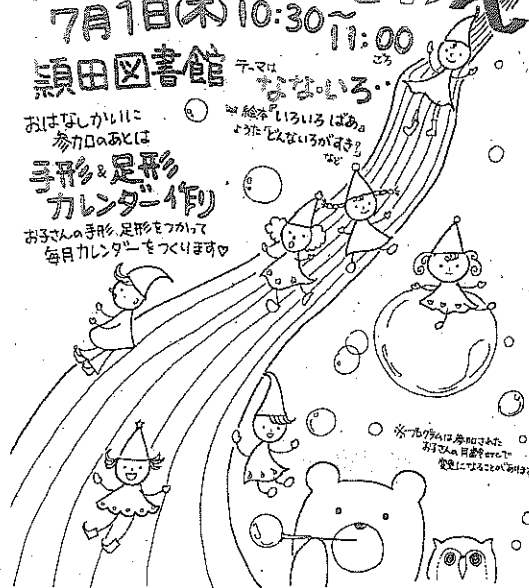 7月1日(木) 10:30～
11:00
ごろ
頴田図書館
テーマは
なな・いろ・・
絵本『いろいろばあ』
うた『どんないろがすき?』
など
おはなしかいに
参加のあとは
手形&足形
カレンダー作り
お子さんの手形、足形をつかって
毎月カレンダーをつくります♡
※プログラムは参加された
お子さんの月齢etcで
変更になることがあります